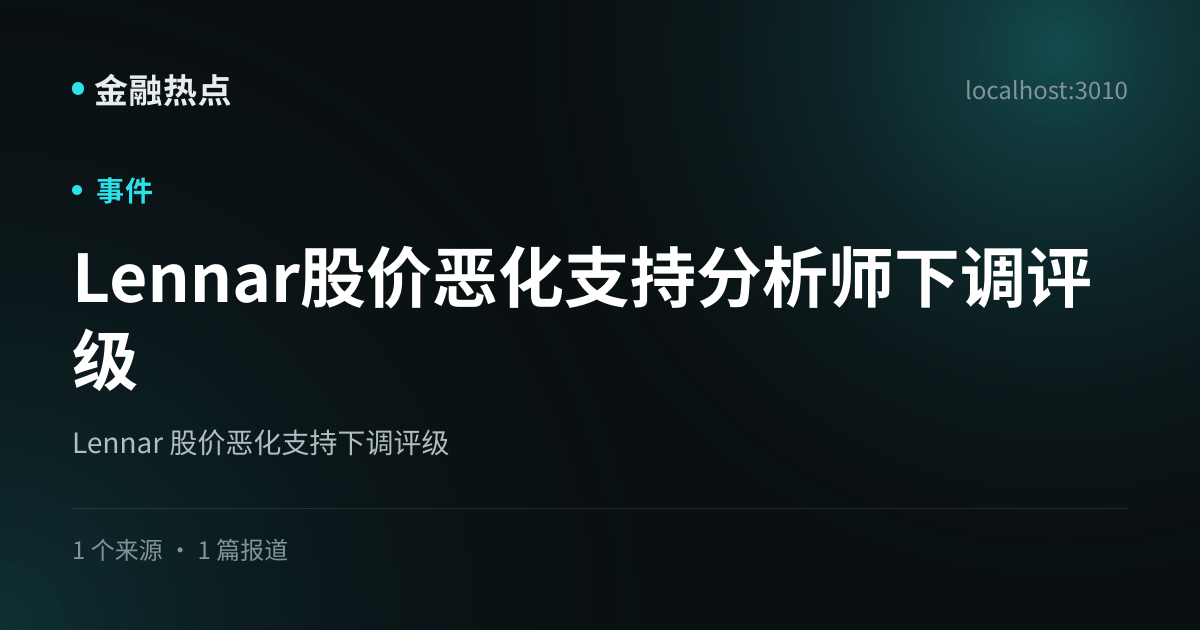 金融热点
localhost:3010
事件
Lennar股价恶化支持分析师下调评
级
Lennar 股价恶化支持下调评级
1 个来源 · 1 篇报道